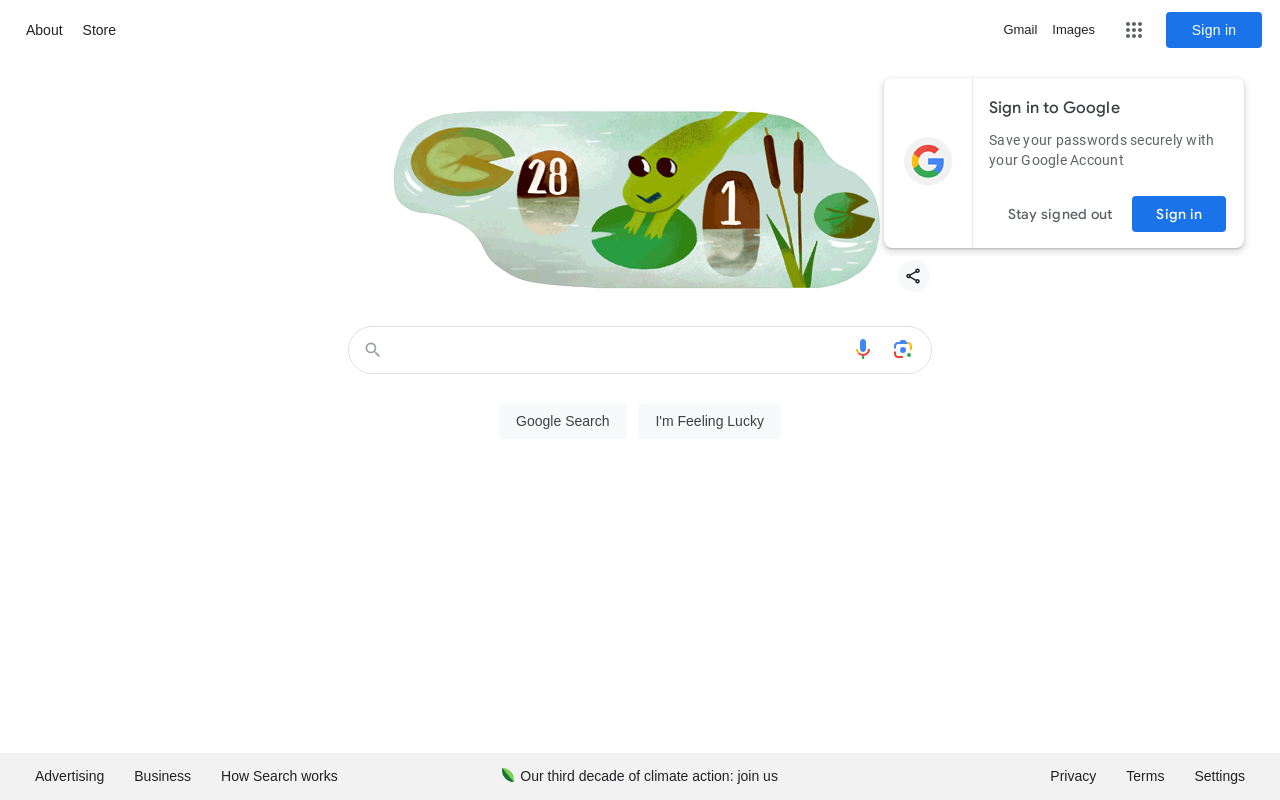 About Store
Gmail Images Sign in
28
1
Sign in to Google
Save your passwords securely with
your Google Account
Stay signed out Sign in
Google Search I'm Feeling Lucky
Advertising Business How Search works
Our third decade of climate action: join us
Privacy Terms Settings